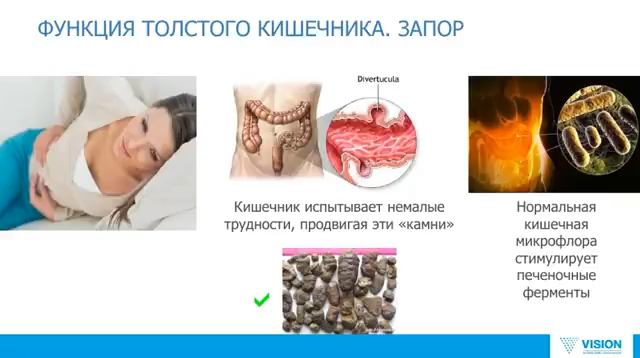 ФУНКЦИЯ ТОЛСТОГО КИШЕЧНИКА. ЗАПОР
Divertucula
Кишечник испытывает немалые
трудности, продвигая эти «камни»
Нормальная
кишечная
микрофлора
стимулирует
печеночные
ферменты
VISION